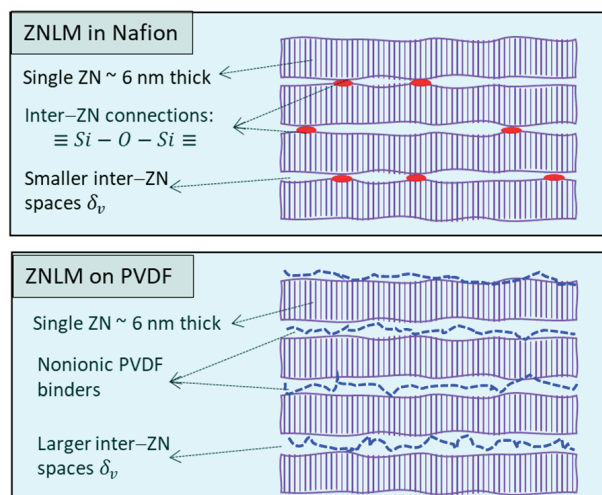 ZNLM in Nafion
Single ZN ~ 6 nm thick
Inter–ZN connections:
≡ Si − O − Si ≡
Smaller inter–ZN
spaces δᵥ
ZNLM on PVDF
Single ZN ~ 6 nm thick
Nonionic PVDF
binders
Larger inter–ZN
spaces δᵥ